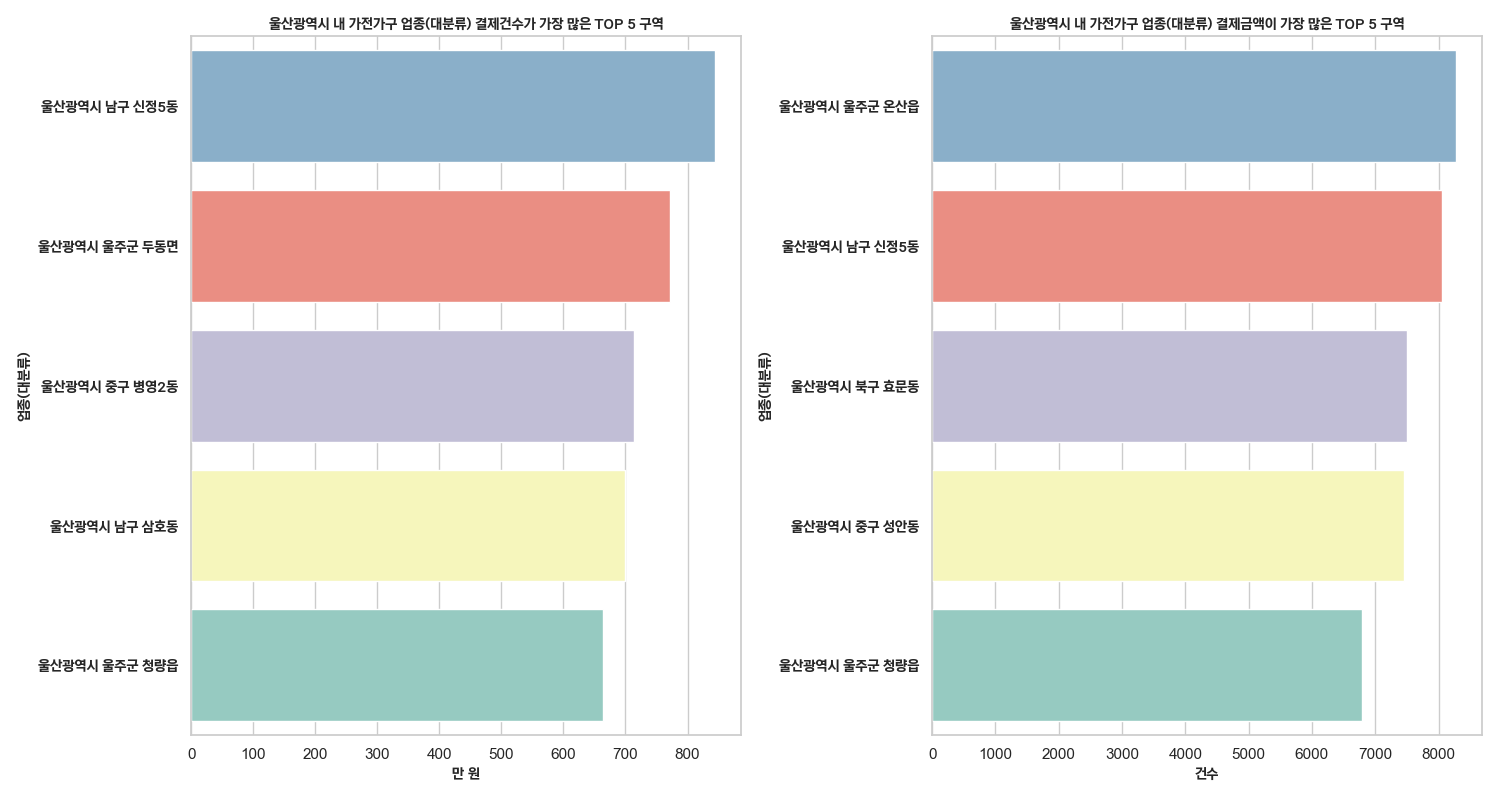 울산광역시 내 가전가구 업종(대분류) 결제건수가 가장 많은 TOP 5 구역
업종(대분류)
울산광역시 남구 신정5동
울산광역시 울주군 두동면
울산광역시 중구 병영2동
울산광역시 남구 삼호동
울산광역시 울주군 청량읍
0 100 200 300 400 500 600 700 800
만 원
울산광역시 내 가전가구 업종(대분류) 결제금액이 가장 많은 TOP 5 구역
업종(대분류)
울산광역시 울주군 온산읍
울산광역시 남구 신정5동
울산광역시 북구 효문동
울산광역시 중구 성안동
울산광역시 울주군 청량읍
0 1000 2000 3000 4000 5000 6000 7000 8000
건수